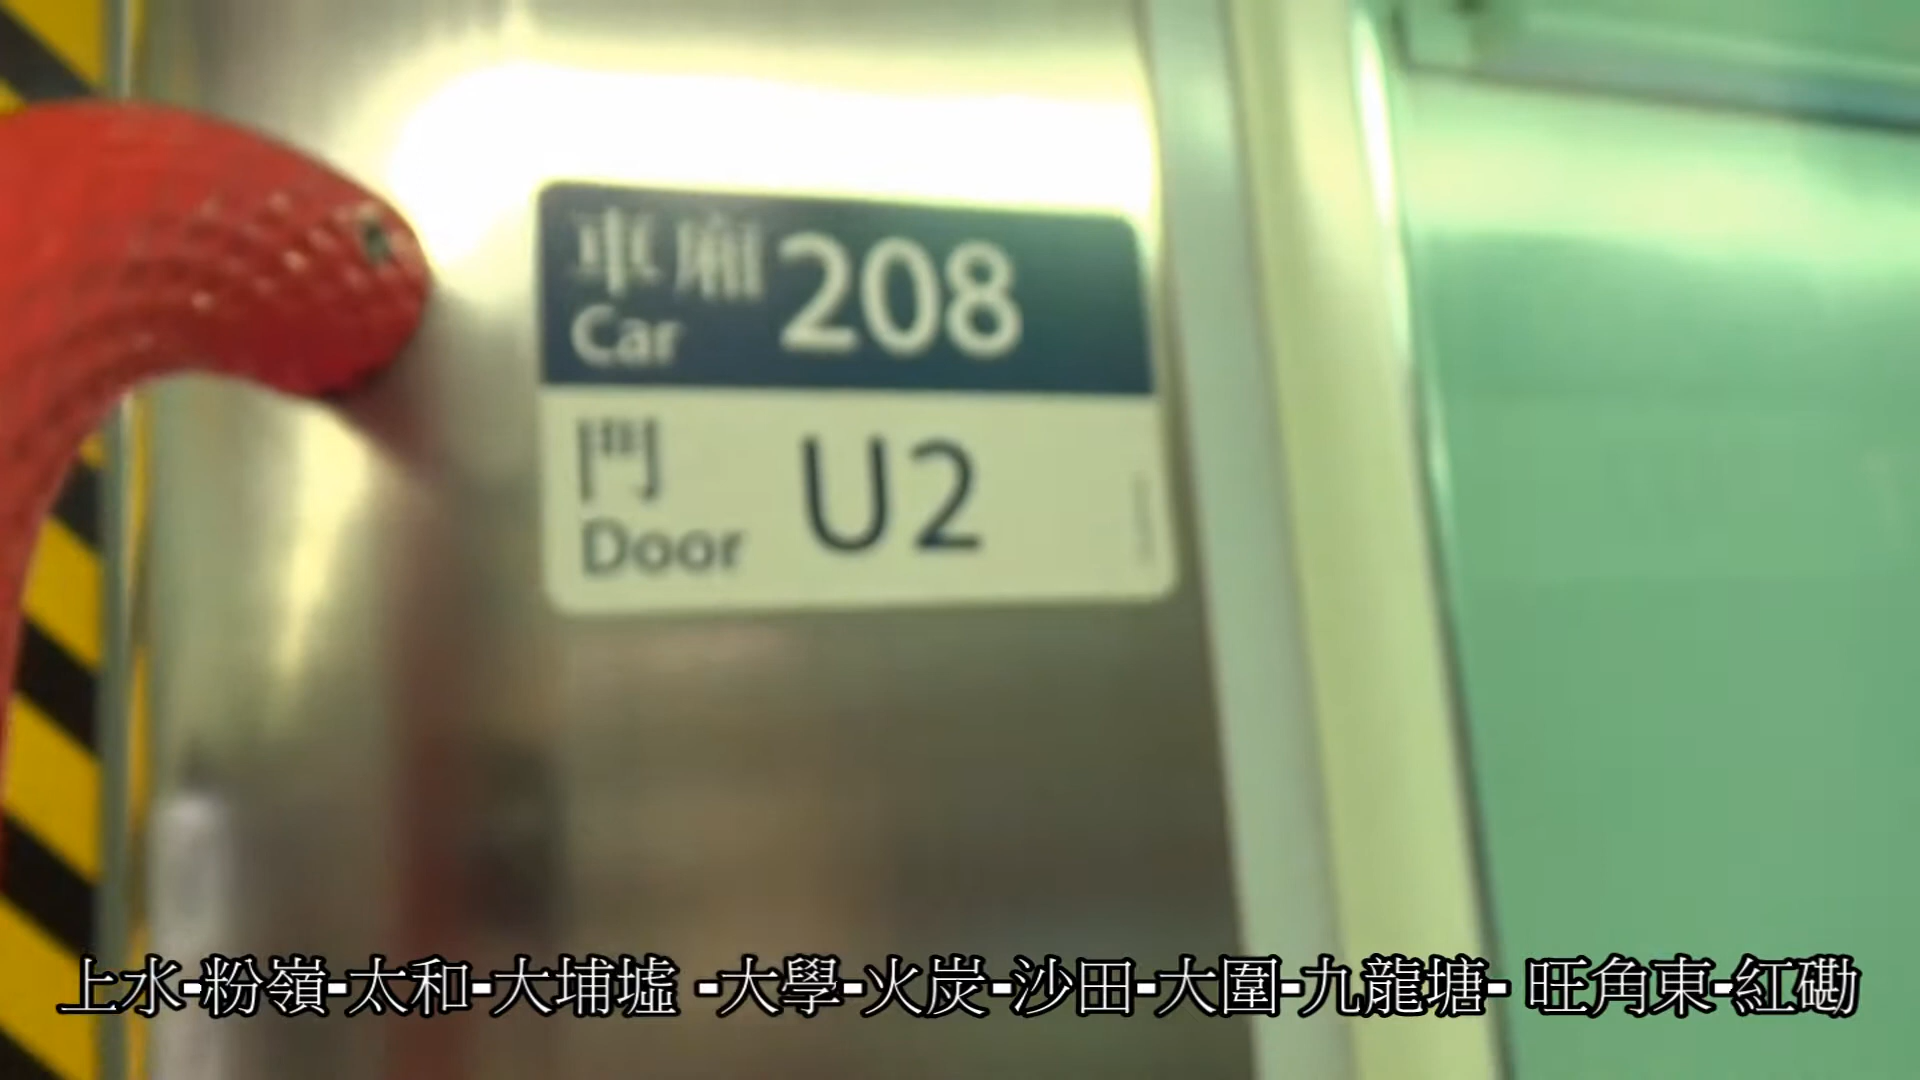 車廂 208
Car
門 U2
Door
上水-粉嶺-太和-大埔墟 -大學-火炭-沙田-大圍-九龍塘- 旺角東-紅磡